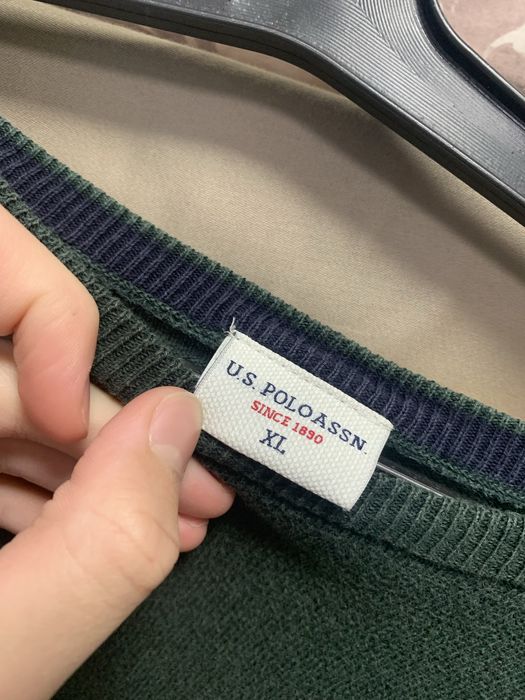 U.S. POLO ASSN.
SINCE 1890
XL